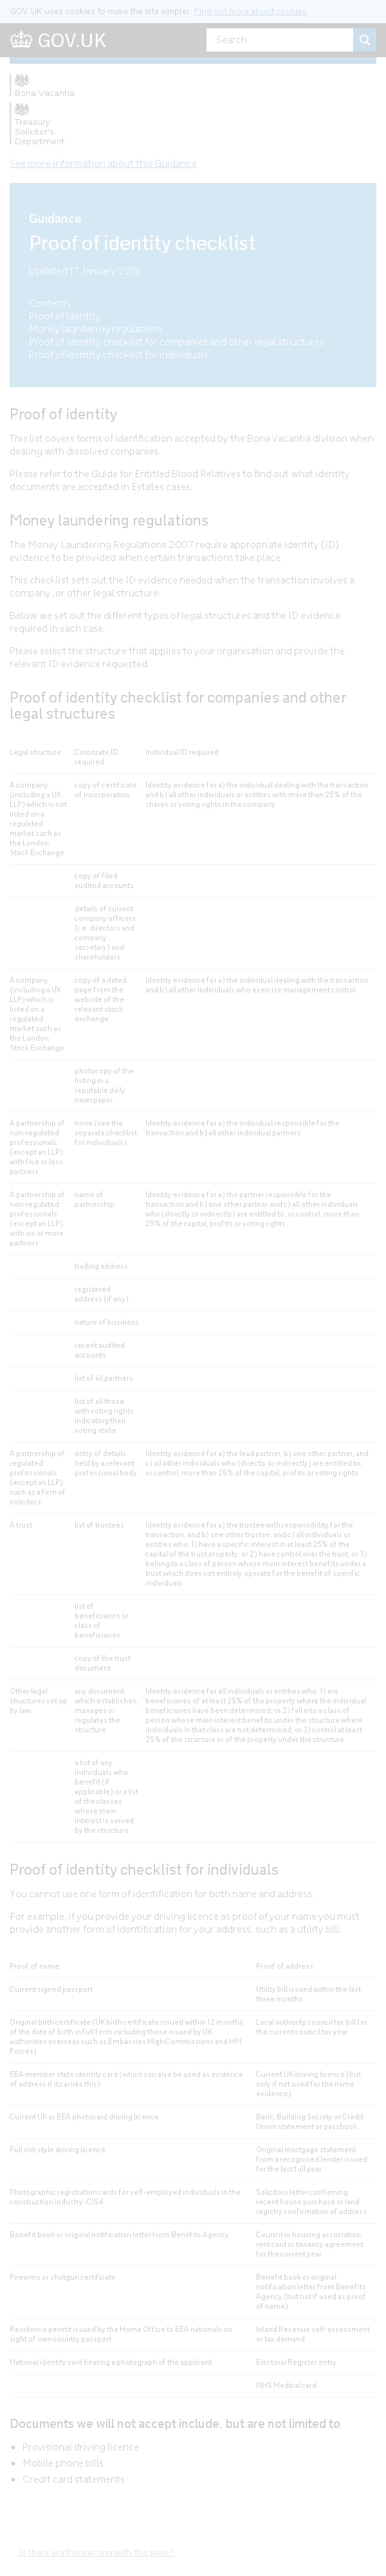 GOV.UK uses cookies to make the site simpler. Find out more about cookies
GOV.UK
Search
Bona Vacantia
Treasury
Solicitor's
Department
See more information about this Guidance
Guidance
Proof of identity checklist
Updated 17 January 2016
Contents
Proof of identity
Money laundering regulations
Proof of identity checklist for companies and other legal structures
Proof of identity checklist for individuals
Proof of identity
This list covers forms of identification accepted by the Bona Vacantia division when
dealing with dissolved companies.
Please refer to the Guide for Entitled Blood Relatives to find out what identity
documents are accepted in Estates cases.
Money laundering regulations
The Money Laundering Regulations 2007 require appropriate identity (ID)
evidence to be provided when certain transactions take place.
This checklist sets out the ID evidence needed when the transaction involves a
company, or other legal structure.
Below we set out the different types of legal structures and the ID evidence
required in each case.
Please select the structure that applies to your organisation and provide the
relevant ID evidence requested.
Proof of identity checklist for companies and other
legal structures
Legal structure Corporate ID Individual ID required
required
A company copy of certificate Identity evidence for a) the individual dealing with the transaction
(including a UK of incorporation and b) all other individuals or entities with more than 25% of the
LLP) which is not shares or voting rights in the company
listed on a
regulated
market such as
the London
Stock Exchange
copy of filed
audited accounts
details of current
company officers
(i.e. directors and
company
secretary) and
shareholders
A company copy of a dated Identity evidence for a) the individual dealing with the transaction
(including a UK page from the and b) all other individuals who exercise management control
LLP) which is website of the
listed on a relevant stock
regulated exchange
market such as
the London
Stock Exchange
photocopy of the
listing in a
reputable daily
newspaper
A partnership of none (see the Identity evidence for a) the individual responsible for the
non-regulated separate checklist transaction and b) all other individual partners
professionals for individuals)
(except an LLP)
with five or less
partners
A partnership of name of Identity evidence for a) the partner responsible for the
non-regulated partnership transaction and b) one other partner and c) all other individuals
professionals who (directly or indirectly) are entitled to, or control, more than
(except an LLP) 25% of the capital, profits or voting rights
with six or more
partners
trading address
registered
address (if any)
nature of business
recent audited
accounts
list of all partners
list of all those
with voting rights
indicating their
voting stake
A partnership of entry of details Identity evidence for a) the lead partner, b) one other partner, and
regulated held by a relevant c) all other individuals who (directly or indirectly) are entitled to,
professionals professional body or control, more than 25% of the capital, profits or voting rights
(except an LLP)
such as a firm of
solicitors
A trust list of trustees Identity evidence for a) the trustee with responsibility for the
transaction, and b) one other trustee, and c) all individuals or
entities who: 1) have a specific interest in at least 25% of the
capital of the trust property; or 2) have control over the trust; or 3)
belong to a class of person whose main interest benefits under a
trust which does not entirely operate for the benefit of specific
individuals
list of
beneficiaries or
class of
beneficiaries
copy of the trust
document
Other legal any document Identity evidence for all individuals or entities who: 1) are
structures set up which establishes, beneficiaries of at least 25% of the property where the individual
by law manages or beneficiaries have been determined; or 2) fall into a class of
regulates the person whose main interest benefits under the structure where
structure individuals in that class are not determined; or 3) control at least
25% of the structure or of the property under the structure
a list of any
individuals who
benefit (if
applicable) or a list
of the classes
whose main
interest is served
by the structure
Proof of identity checklist for individuals
You cannot use one form of identification for both name and address.
For example, if you provide your driving licence as proof of your name you must
provide another form of identification for your address, such as a utility bill.
Proof of name Proof of address
Current signed passport Utility bill issued within the last
three months
Original birth certificate (UK birth certificate issued within 12 months Local authority council tax bill for
of the date of birth in full form including those issued by UK the current council tax year
authorities overseas such as Embassies High Commissions and HM
Forces)
EEA member state identity card (which can also be used as evidence Current UK driving licence (but
of address if it carries this) only if not used for the name
evidence)
Current UK or EEA photocard driving licence Bank, Building Society or Credit
Union statement or passbook
Full old-style driving licence Original mortgage statement
from a recognised lender issued
for the last full year
Photographic registration cards for self-employed individuals in the Solicitors letter confirming
construction industry -CIS4 recent house purchase or land
registry confirmation of address
Benefit book or original notification letter from Benefits Agency Council or housing association
rent card or tenancy agreement
for the current year
Firearms or shotgun certificate Benefit book or original
notification letter from Benefits
Agency (but not if used as proof
of name)
Residence permit issued by the Home Office to EEA nationals on Inland Revenue self-assessment
sight of own country passport or tax demand
National identity card bearing a photograph of the applicant Electoral Register entry
NHS Medical card
Documents we will not accept include, but are not limited to
Provisional driving licence
Mobile phone bills
Credit card statements
Is there anything wrong with this page?